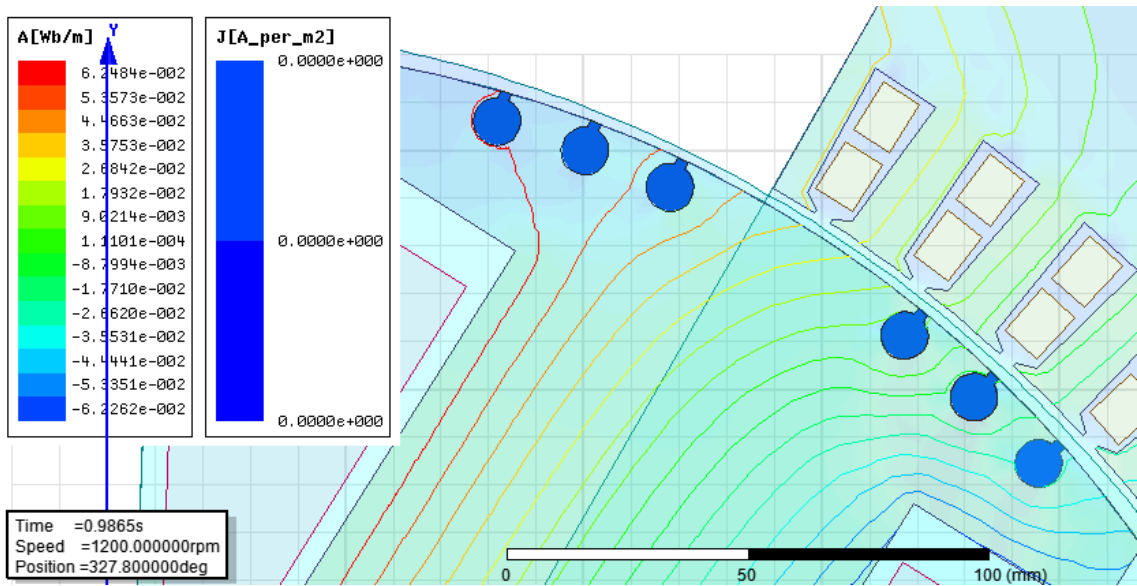 A[Wb/m]
Y
6.2484e-002
5.3573e-002
4.4663e-002
3.5753e-002
2.6842e-002
1.7932e-002
9.0214e-003
1.1101e-004
-8.7994e-003
-1.7710e-002
-2.6620e-002
-3.5531e-002
-4.4441e-002
-5.3351e-002
-6.2262e-002
J[A_per_m2]
0.0000e+000
0.0000e+000
0.0000e+000
Time =0.9865s
Speed =1200.000000rpm
Position =327.800000deg
0 50 100 (mm)